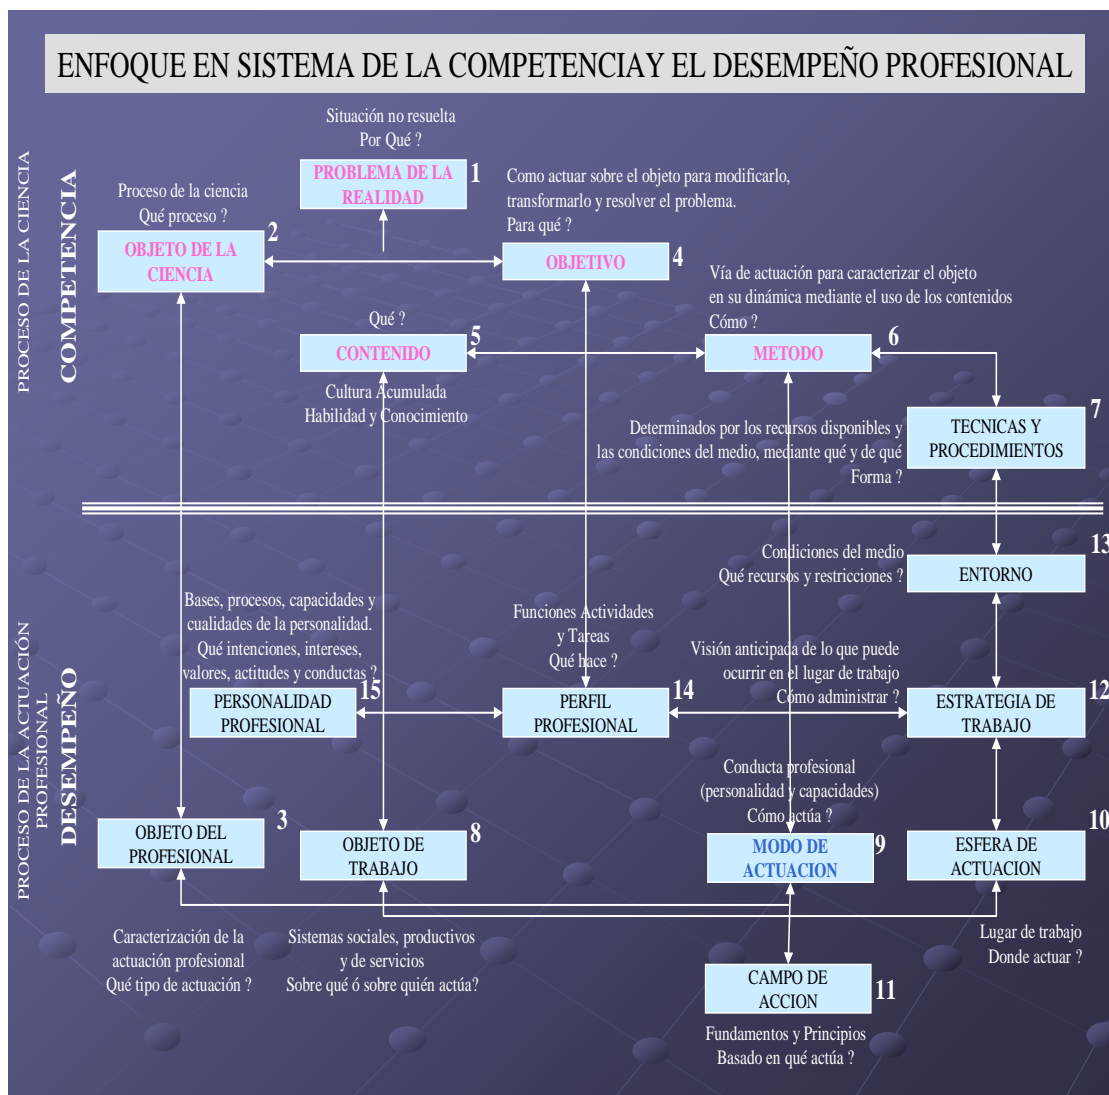 ENFOQUE EN SISTEMA DE LA COMPETENCIAY EL DESEMPEÑO PROFESIONAL
PROCESO DE LA CIENCIA
COMPETENCIA
Situación no resuelta
Por Qué ?
PROBLEMA DE LA
REALIDAD
1
Proceso de la ciencia
Qué proceso ?
OBJETO DE LA
CIENCIA
2
Como actuar sobre el objeto para modificarlo,
transformarlo y resolver el problema.
Para qué ?
OBJETIVO
4
Qué ?
CONTENIDO
5
Cultura Acumulada
Habilidad y Conocimiento
Vía de actuación para caracterizar el objeto
en su dinámica mediante el uso de los contenidos
Cómo ?
METODO
6
Determinados por los recursos disponibles y
las condiciones del medio, mediante qué y de qué
Forma ?
TECNICAS Y
PROCEDIMIENTOS
7
PROCESO DE LA ACTUACIÓN
PROFESIONAL
DESEMPEÑO
Condiciones del medio
Qué recursos y restricciones ?
ENTORNO
13
Bases, procesos, capacidades y
cualidades de la personalidad.
Qué intenciones, intereses,
valores, actitudes y conductas ?
PERSONALIDAD
PROFESIONAL
15
Funciones Actividades
y Tareas
Qué hace ?
PERFIL
PROFESIONAL
14
Visión anticipada de lo que puede
ocurrir en el lugar de trabajo
Cómo administrar ?
ESTRATEGIA DE
TRABAJO
12
OBJETO DEL
PROFESIONAL
3
Caracterización de la
actuación profesional
Qué tipo de actuación ?
OBJETO DE
TRABAJO
8
Sistemas sociales, productivos
y de servicios
Sobre qué ó sobre quién actúa?
Conducta profesional
(personalidad y capacidades)
Cómo actúa ?
MODO DE
ACTUACION
9
ESFERA DE
ACTUACION
10
Lugar de trabajo
Donde actuar ?
CAMPO DE
ACCION
11
Fundamentos y Principios
Basado en qué actúa ?